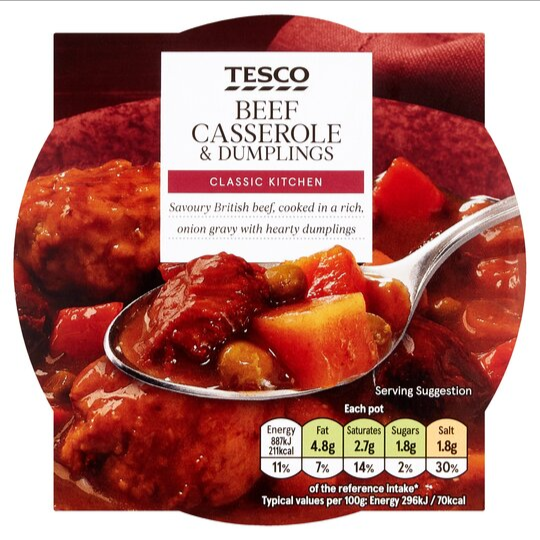 TESCO
BEEF
CASSEROLE
& DUMPLINGS
CLASSIC KITCHEN
Savoury British beef, cooked in a rich,
onion gravy with hearty dumplings
Serving Suggestion
Each pot
Energy Fat Saturates Sugars Salt
887kJ
211kcal 4.8g 2.7g 1.8g 1.8g
11% 7% 14% 2% 30%
of the reference intake*
Typical values per 100g: Energy 296kJ / 70kcal